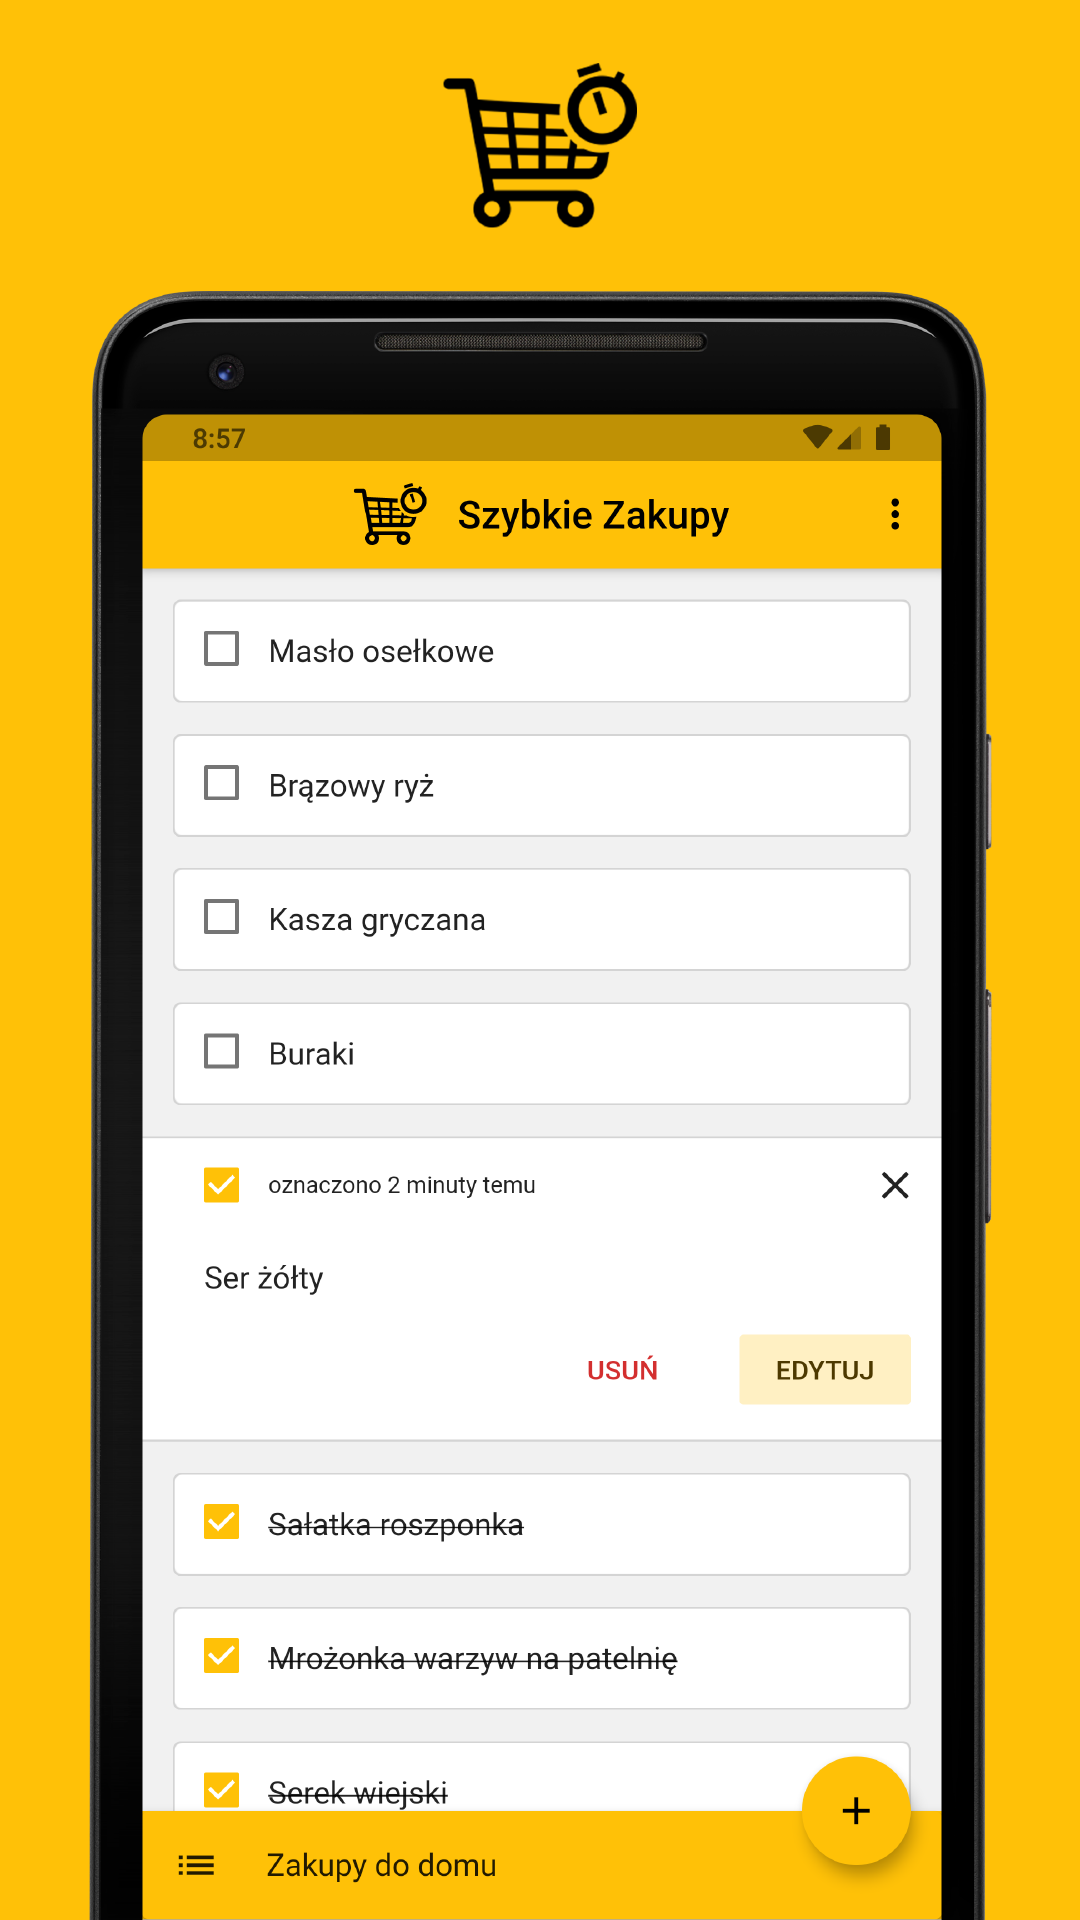 8:57
Szybkie Zakupy
Masło osełkowe
Brązowy ryż
Kasza gryczana
Buraki
oznaczono 2 minuty temu
Ser żółty
USUŃ
EDYTUJ
Sałatka roszponka
Mrożonka warzyw na patelnię
Serek wiejski
Zakupy do domu